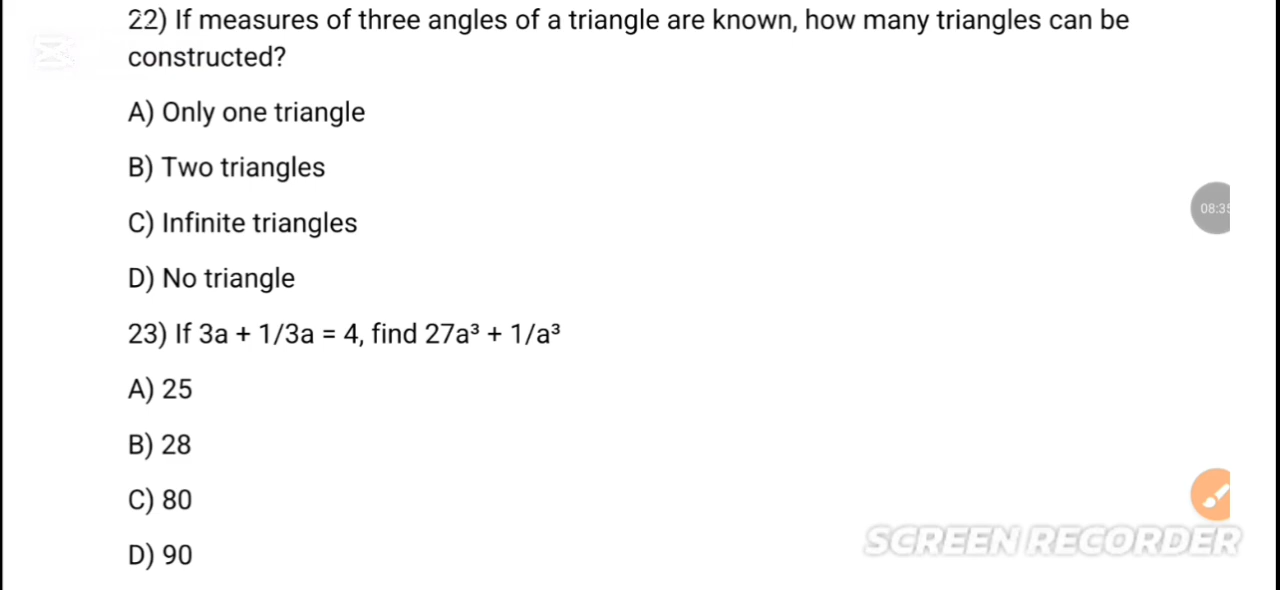 22) If measures of three angles of a triangle are known, how many triangles can be
constructed?
A) Only one triangle
B) Two triangles
C) Infinite triangles
D) No triangle
23) If 3a + 1/3a = 4, find 27a³ + 1/a³
A) 25
B) 28
C) 80
D) 90
08:35
SCREEN RECORDER